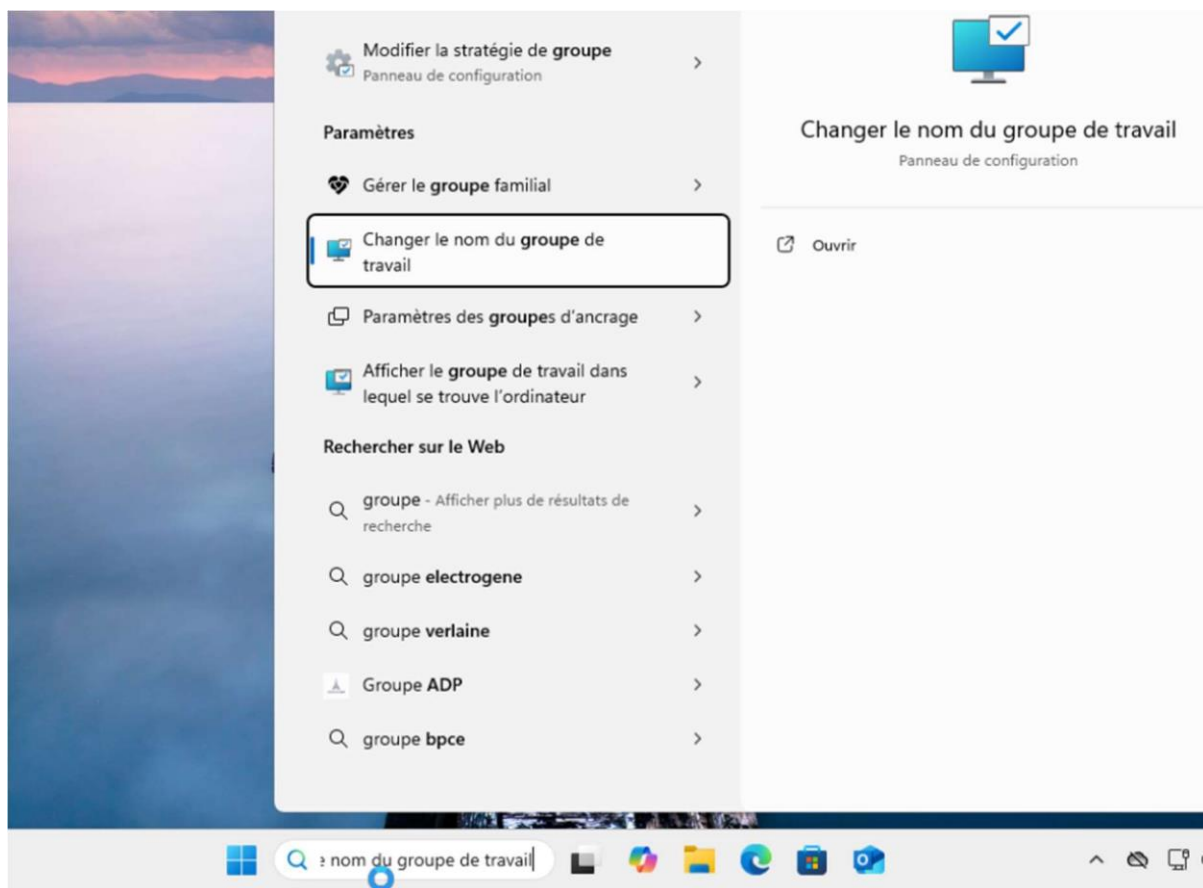 Modifier la stratégie de groupe
Panneau de configuration
Paramètres
Gérer le groupe familial
Changer le nom du groupe de
travail
Paramètres des groupes d'ancrage
Afficher le groupe de travail dans
lequel se trouve l'ordinateur
Rechercher sur le Web
groupe - Afficher plus de résultats de
recherche
groupe electrogene
groupe verlaine
Groupe ADP
groupe bpce
Changer le nom du groupe de travail
Panneau de configuration
Ouvrir
nom du groupe de travail